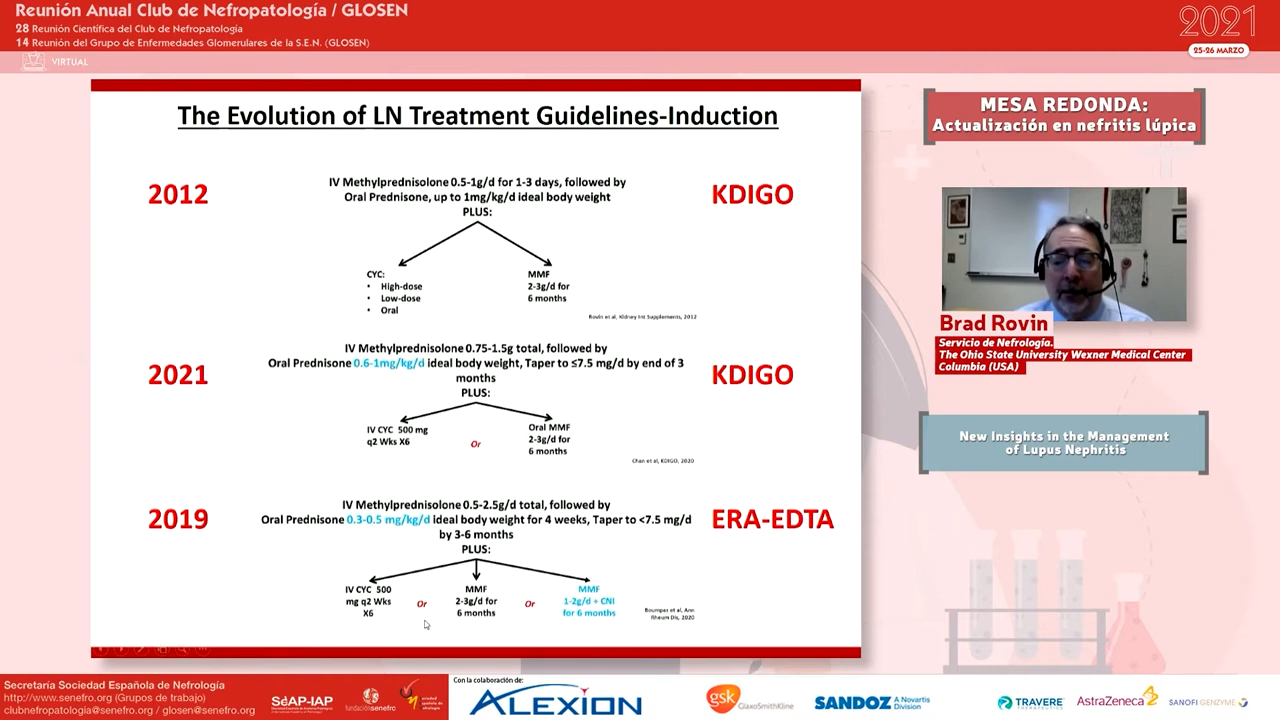 Reunión Anual Club de Nefropatología / GLOSEN
28 Reunión Científica del Club de Nefropatología
14 Reunión del Grupo de Enfermedades Glomerulares de la S.E.N. (GLOSEN)
VIRTUAL
2021
25-26 MARZO
The Evolution of LN Treatment Guidelines-Induction
2012
IV Methylprednisolone 0.5-1g/d for 1-3 days, followed by
Oral Prednisone, up to 1mg/kg/d ideal body weight
PLUS:
KDIGO
CYC:
• High-dose
• Low-dose
• Oral
MMF
2-3g/d for
6 months
Rovin et al, Kidney Int Supplements, 2012
2021
IV Methylprednisolone 0.75-1.5g total, followed by
Oral Prednisone 0.6-1mg/kg/d ideal body weight, Taper to ≤7.5 mg/d by end of 3
months
PLUS:
KDIGO
IV CYC 500 mg
q2 Wks X6
Or
Oral MMF
2-3g/d for
6 months
Chan et al, KDIGO, 2020
2019
IV Methylprednisolone 0.5-2.5g/d total, followed by
Oral Prednisone 0.3-0.5 mg/kg/d ideal body weight for 4 weeks, Taper to <7.5 mg/d
by 3-6 months
PLUS:
ERA-EDTA
IV CYC 500
mg q2 Wks
X6
Or
MMF
2-3g/d for
6 months
Or
MMF
1-2g/d + CNI
for 6 months
Boumpas et al, Ann
Rheum Dis, 2020
MESA REDONDA:
Actualización en nefritis lúpica
Brad Rovin
Servicio de Nefrología.
The Ohio State University Wexner Medical Center
Columbia (USA)
New Insights in the Management
of Lupus Nephritis
Secretaría Sociedad Española de Nefrología
http://www.senefro.org (Grupos de trabajo)
clubnefropatologia@senefro.org / glosen@senefro.org
SEAP-IAP
fundaciónsenefro
Con la colaboración de:
ALEXION
gsk
GlaxoSmithKline
SANDOZ
A Novartis
Division
TRAVERE
THERAPEUTICS
AstraZeneca
SANOFI GENZYME